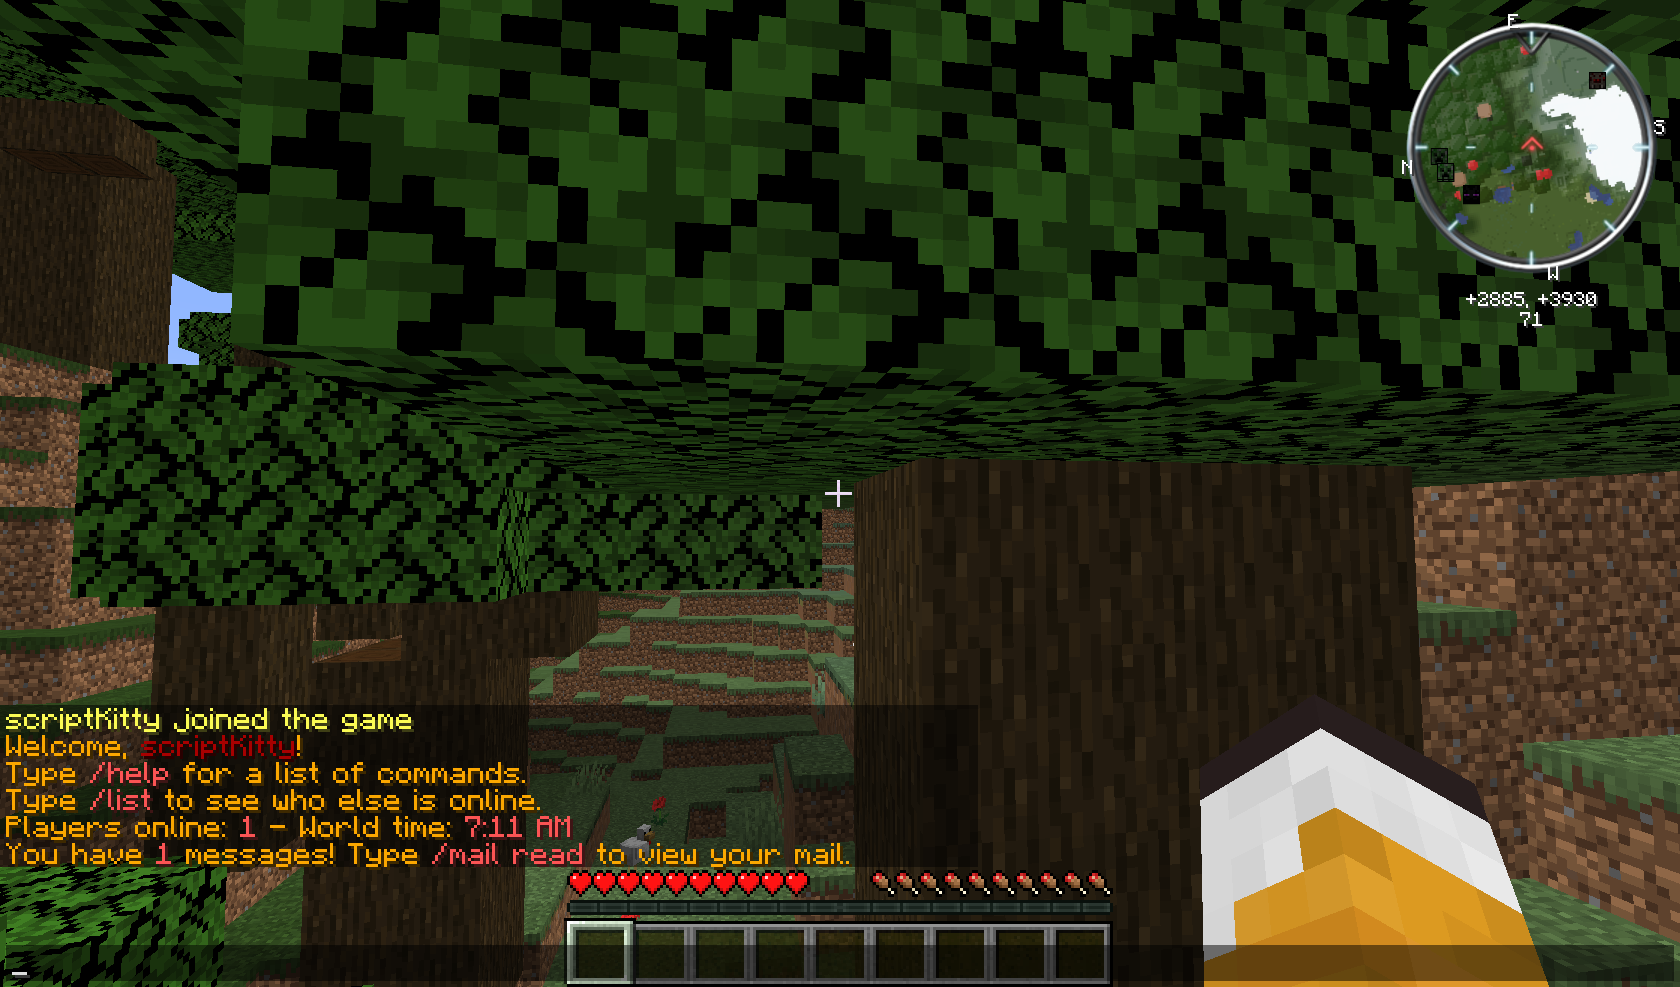 E
S
N
W
+2885, +3930
71
scriptKitty joined the game
Welcome, scriptKitty!
Type /help for a list of commands.
Type /list to see who else is online.
Players online: 1 - World time: 7:11 AM
You have 1 messages! Type /mail read to view your mail.
_